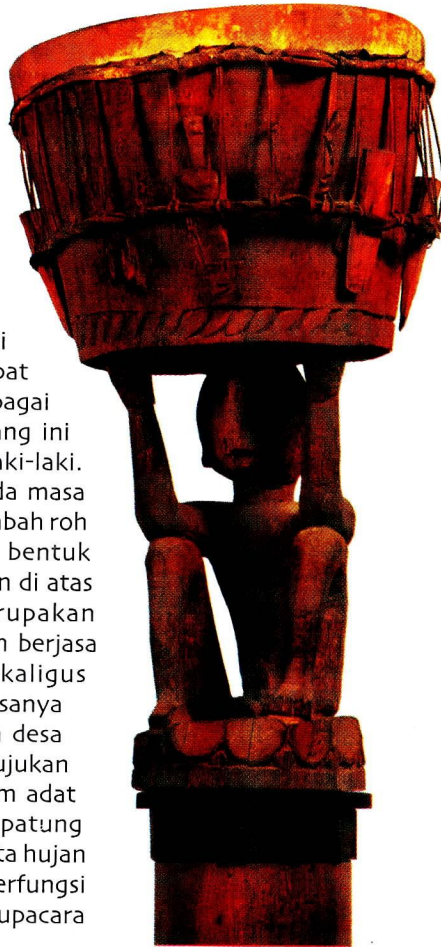 i
pat
bagai
ang ini
aki-laki.
da masa
nbah roh
bentuk
n di atas
rupakan
n berjasa
kaligus
sanya
desa
ujukan
m adat
patung
ta hujan
erfungsi
upacara